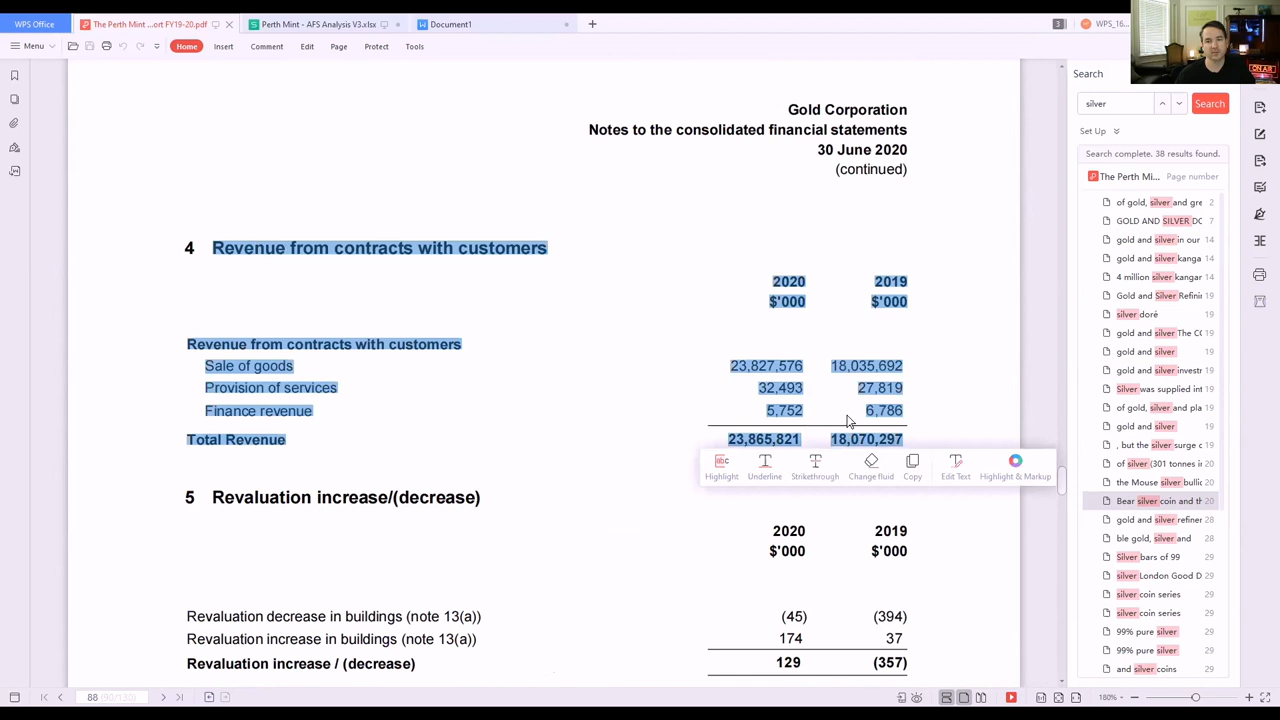 WPS Office
The Perth Mint ...ort FY19-20.pdf
Perth Mint - AFS Analysis V3.xlsx
Document1
3
WPS_16...
Menu
Home
Insert
Comment
Edit
Page
Protect
Tools
ON AIR
Gold Corporation
Notes to the consolidated financial statements
30 June 2020
(continued)
4 Revenue from contracts with customers
2020 2019
$'000 $'000
Revenue from contracts with customers
Sale of goods 23,827,576 18,035,692
Provision of services 32,493 27,819
Finance revenue 5,752 6,786
Total Revenue 23,865,821 18,070,297
Highlight Underline Strikethrough Change fluid Copy Edit Text Highlight & Markup
5 Revaluation increase/(decrease)
2020 2019
$'000 $'000
Revaluation decrease in buildings (note 13(a)) (45) (394)
Revaluation increase in buildings (note 13(a)) 174 37
Revaluation increase / (decrease) 129 (357)
Search
silver
Search
Set Up
Search complete. 38 results found.
The Perth Mi... Page number
of gold, silver and gre 2
GOLD AND SILVER DO 7
gold and silver in our 14
gold and silver kanga 14
4 million silver kangar 14
Gold and Silver Refinin 19
silver doré 19
gold and silver The CO 19
gold and silver 19
gold and silver investm 19
Silver was supplied int 19
of gold, silver and pla 19
gold and silver 19
, but the silver surge c 19
of silver (301 tonnes in 20
the Mouse silver bullic 20
Bear silver coin and th 20
gold and silver refiner 28
ble gold, silver and 28
Silver bars of 99 29
silver London Good D 29
silver coin series 29
silver coin series 29
99% pure silver 29
99% pure silver 29
and silver coins 29
88 (90/130)
180%